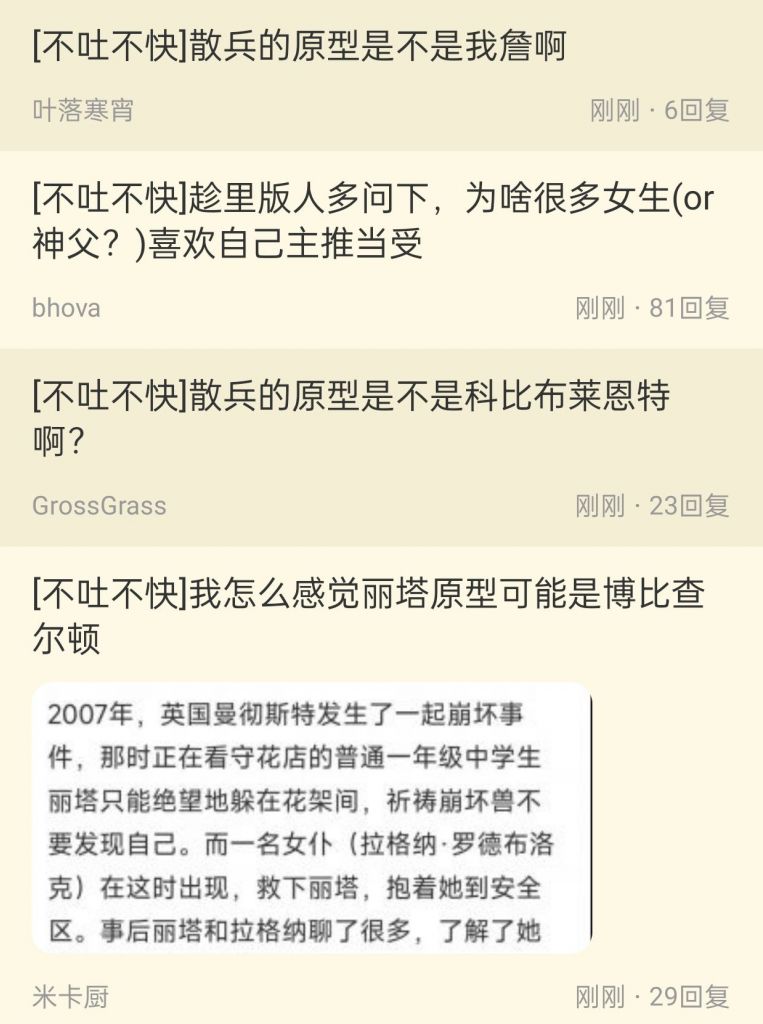 [不吐不快]散兵的原型是不是我詹啊
叶落寒宵
刚刚 · 6回复
[不吐不快]趁里版人多问下，为啥很多女生(or
神父？)喜欢自己主推当受
bhova
刚刚 · 81回复
[不吐不快]散兵的原型是不是科比布莱恩特
啊？
GrossGrass
刚刚 · 23回复
[不吐不快]我怎么感觉丽塔原型可能是博比查
尔顿
2007年，英国曼彻斯特发生了一起崩坏事
件，那时正在看守花店的普通一年级中学生
丽塔只能绝望地躲在花架间，祈祷崩坏兽不
要发现自己。而一名女仆（拉格纳·罗德布洛
克）在这时出现，救下丽塔，抱着她到安全
区。事后丽塔和拉格纳聊了很多，了解了她
米卡厨
刚刚 · 29回复